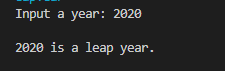 Input a year: 2020
2020 is a leap year.